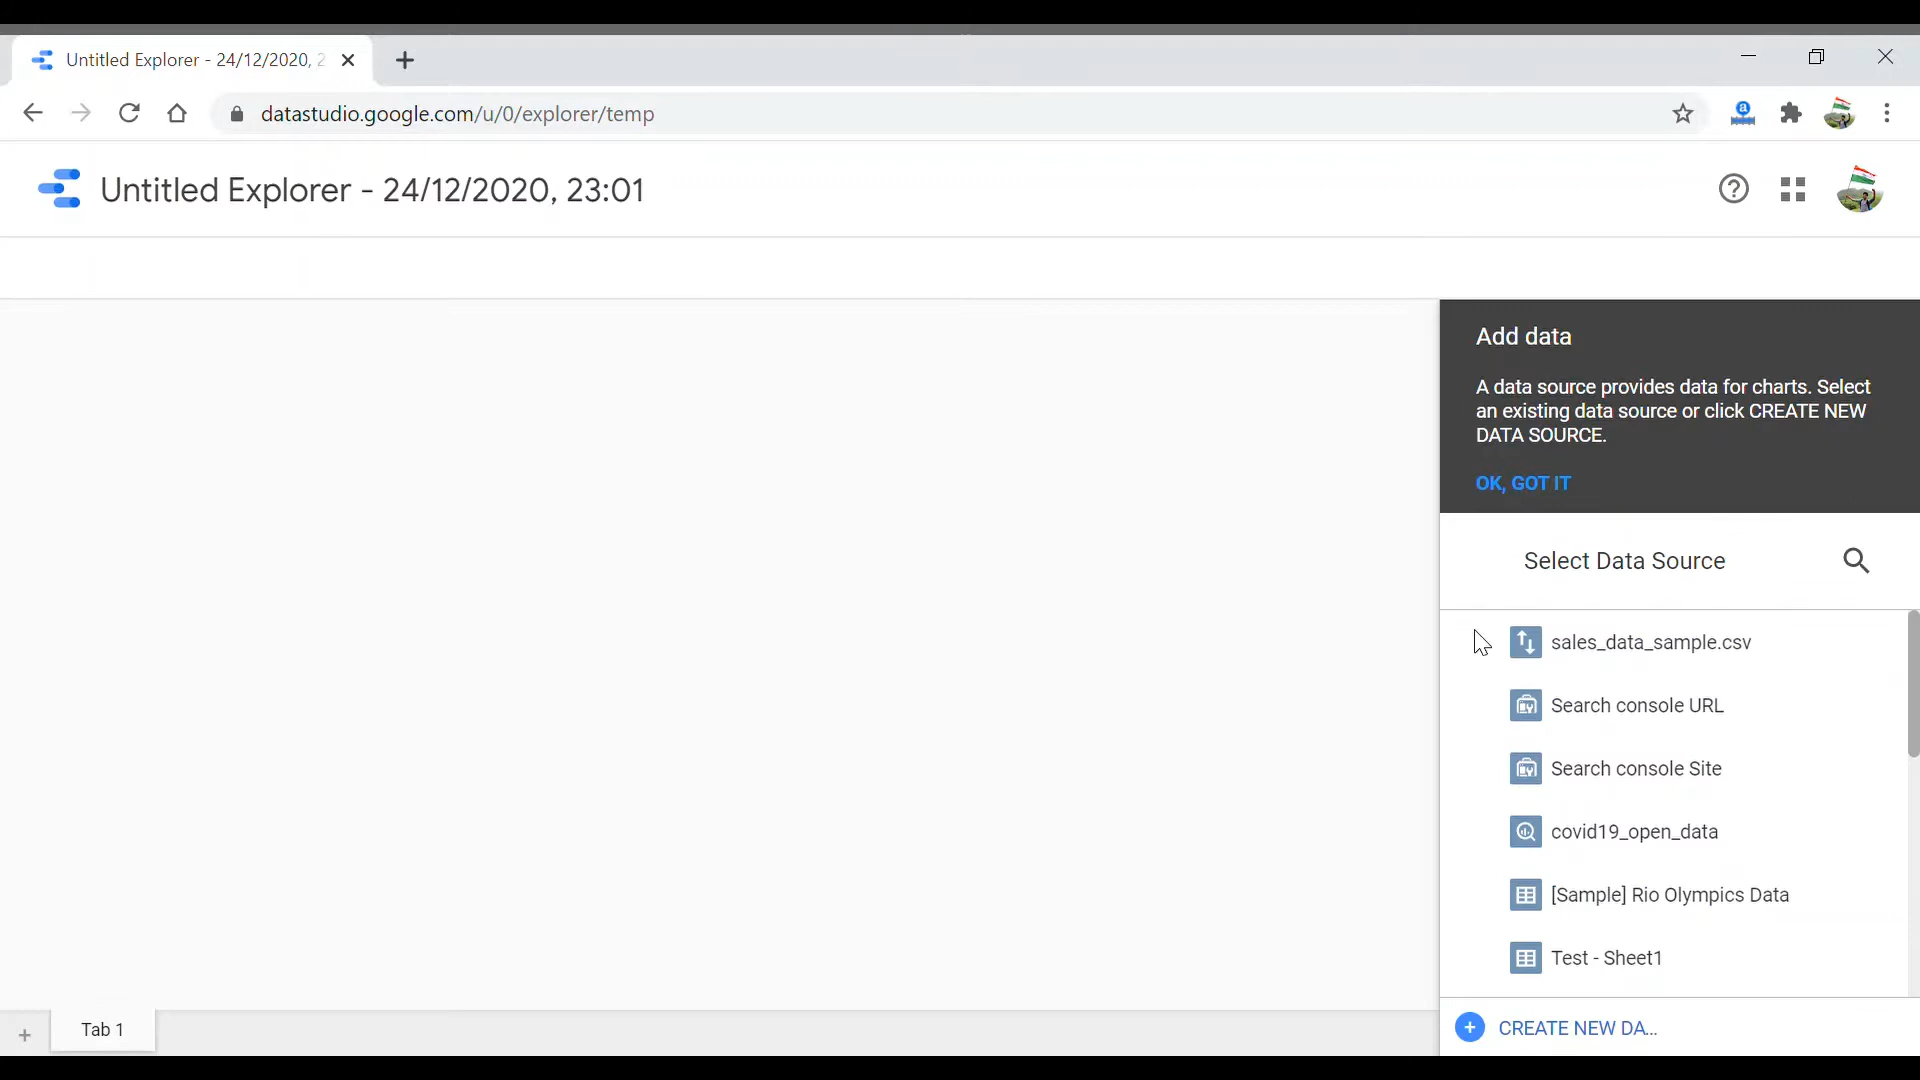 Untitled Explorer - 24/12/2020, 2
datastudio.google.com/u/0/explorer/temp
Untitled Explorer - 24/12/2020, 23:01
Add data
A data source provides data for charts. Select
an existing data source or click CREATE NEW
DATA SOURCE.
OK, GOT IT
Select Data Source
sales_data_sample.csv
Search console URL
Search console Site
covid19_open_data
[Sample] Rio Olympics Data
Test - Sheet1
Tab 1
CREATE NEW DA...